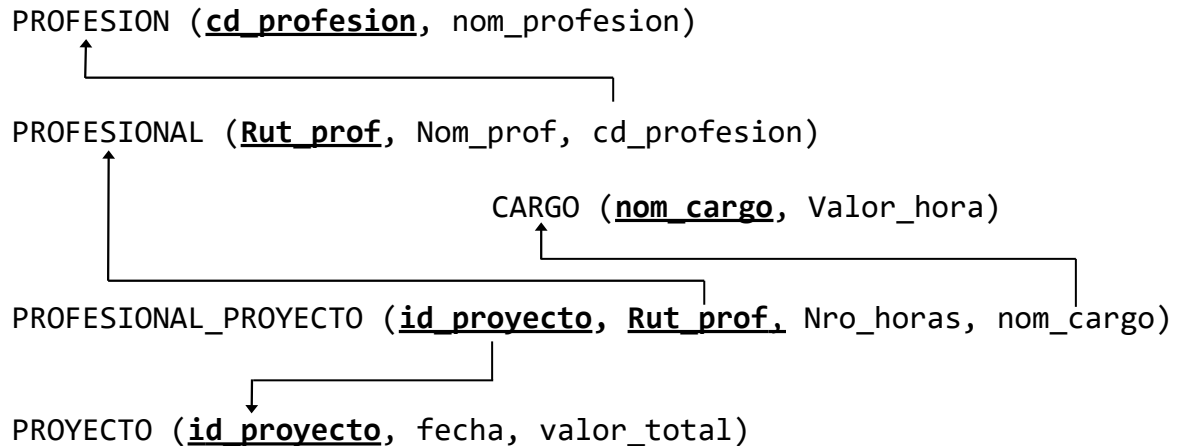 PROFESION (cd_profesion, nom_profesion)
PROFESIONAL (Rut_prof, Nom_prof, cd_profesion)
CARGO (nom_cargo, Valor_hora)
PROFESIONAL_PROYECTO (id_proyecto, Rut_prof, Nro_horas, nom_cargo)
PROYECTO (id_proyecto, fecha, valor_total)